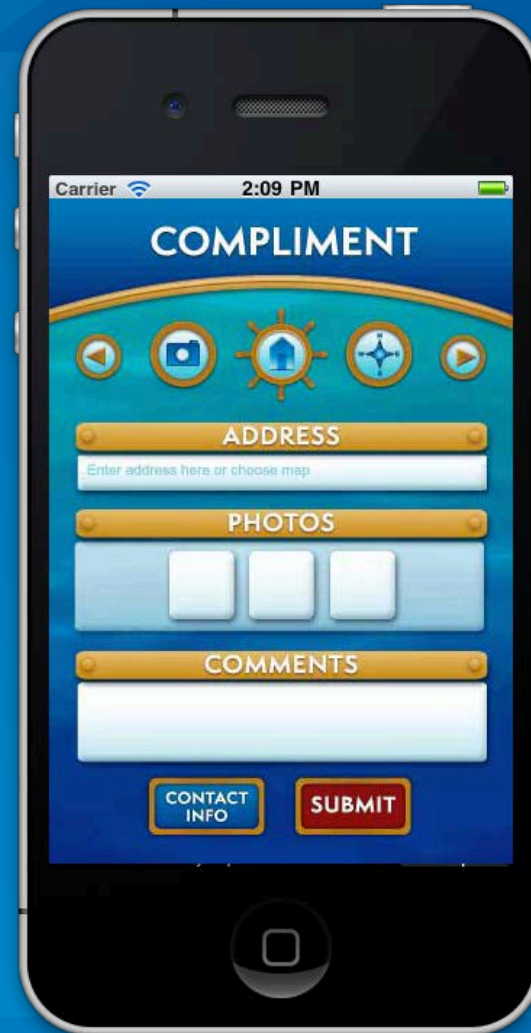 Carrier 2:09 PM
COMPLIMENT
ADDRESS
Enter address here or choose map
PHOTOS
COMMENTS
CONTACT
INFO
SUBMIT